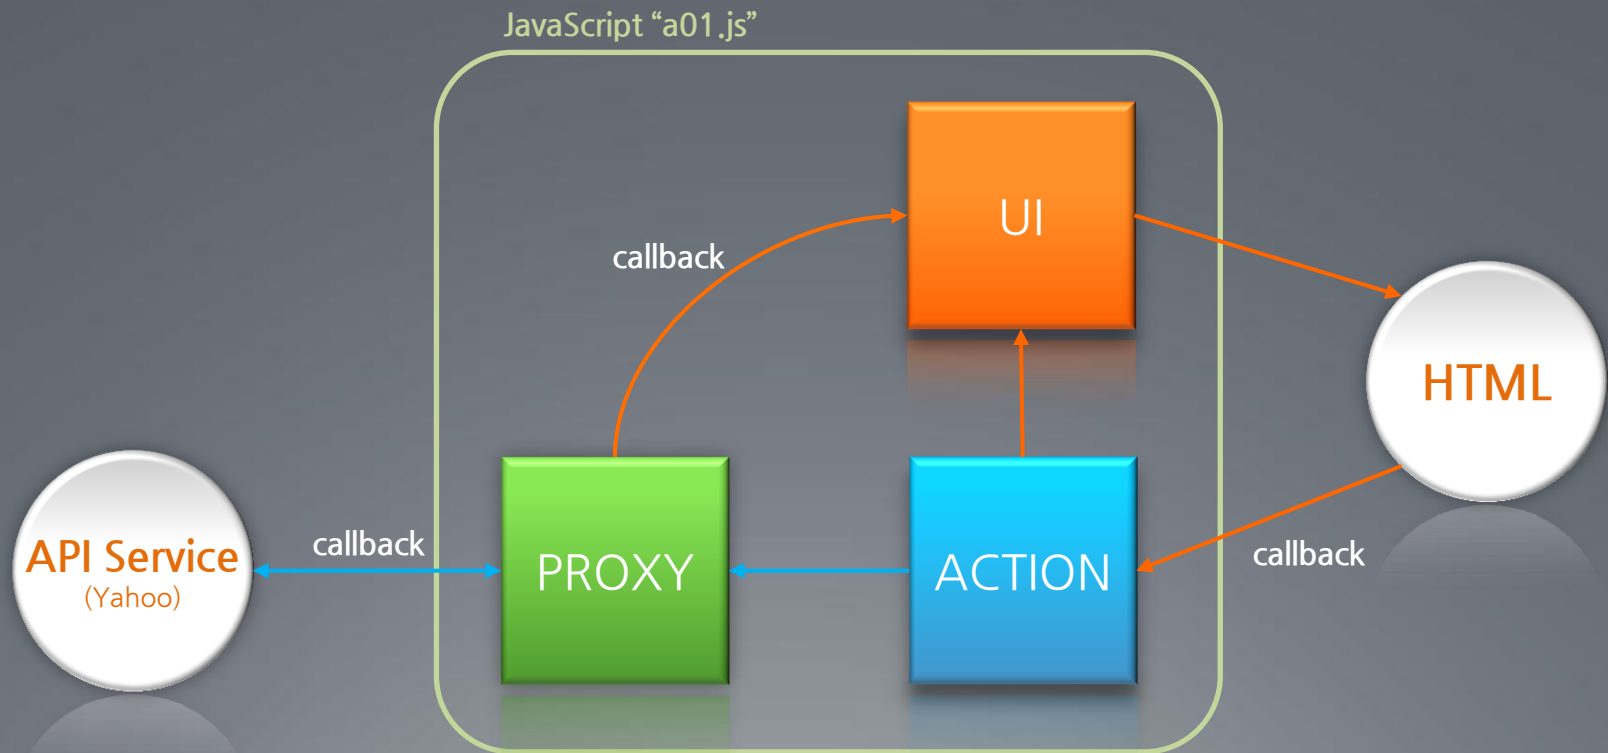 JavaScript “a01.js”
UI
callback
HTML
API Service
(Yahoo)
callback
PROXY
ACTION
callback